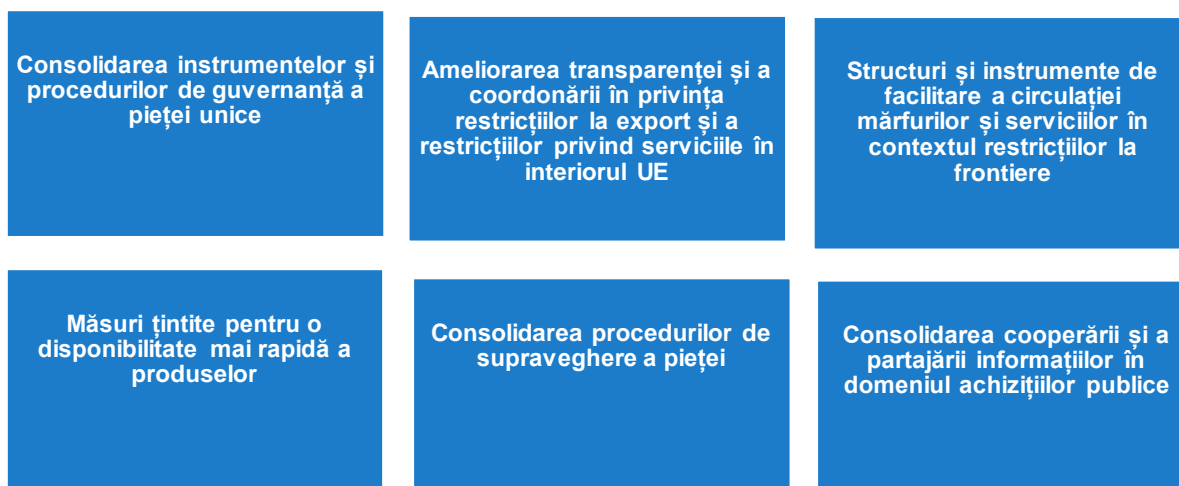 Consolidarea instrumentelor și
procedurilor de guvernanță a
pieței unice
Ameliorarea transparenței și a
coordonării în privința
restricțiilor la export și a
restricțiilor privind serviciile în
interiorul UE
Structuri și instrumente de
facilitare a circulației
mărfurilor și serviciilor în
contextul restricțiilor la
frontiere
Măsuri țintite pentru o
disponibilitate mai rapidă a
produselor
Consolidarea procedurilor de
supraveghere a pieței
Consolidarea cooperării și a
partajării informațiilor în
domeniul achizițiilor publice